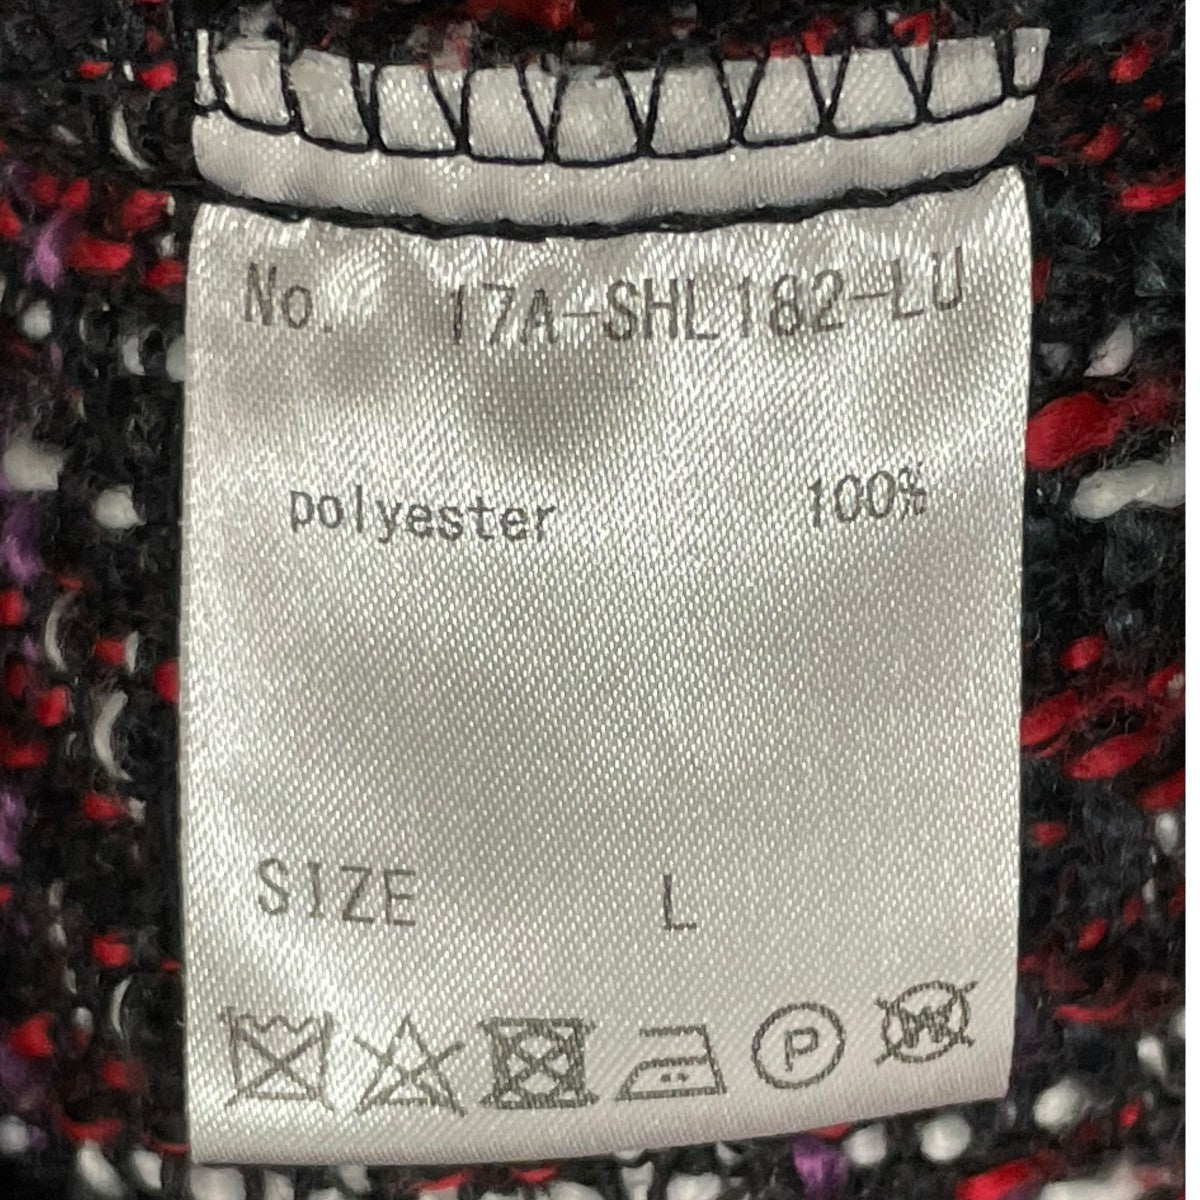 No. 17A-SHL182-LU
polyester 100%
SIZE L
P
W